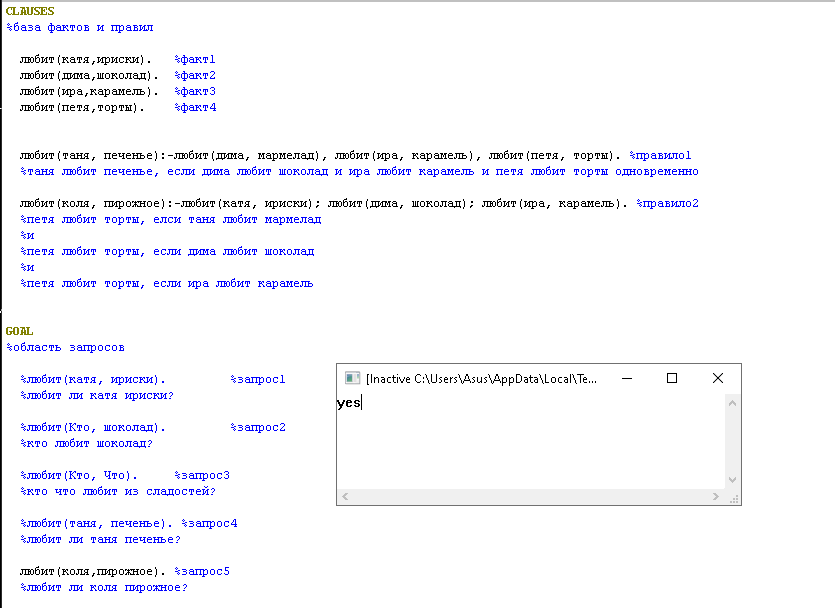 CLAUSES
%база фактов и правил
любит(катя,ириски). %факт1
любит(дима,шоколад). %факт2
любит(ира,карамель). %факт3
любит(петя,торты). %факт4
любит(таня, печенье):-любит(дима, мармелад), любит(ира, карамель), любит(петя, торты). %правило1
%таня любит печенье, если дима любит шоколад и ира любит карамель и петя любит торты одновременно
любит(коля, пирожное):-любит(катя, ириски); любит(дима, шоколад); любит(ира, карамель). %правило2
%петя любит торты, елси таня любит мармелад
%и
%петя любит торты, если дима любит шоколад
%и
%петя любит торты, если ира любит карамель
GOAL
%область запросов
%любит(катя, ириски). %запрос1
%любит ли катя ириски?
%любит(Кто, шоколад). %запрос2
%кто любит шоколад?
%любит(Кто, Что). %запрос3
%кто что любит из сладостей?
%любит(таня, печенье). %запрос4
%любит ли таня печенье?
любит(коля,пирожное). %запрос5
%любит ли коля пирожное?
[Inactive C:\Users\Asus\AppData\Local\Te...
yes